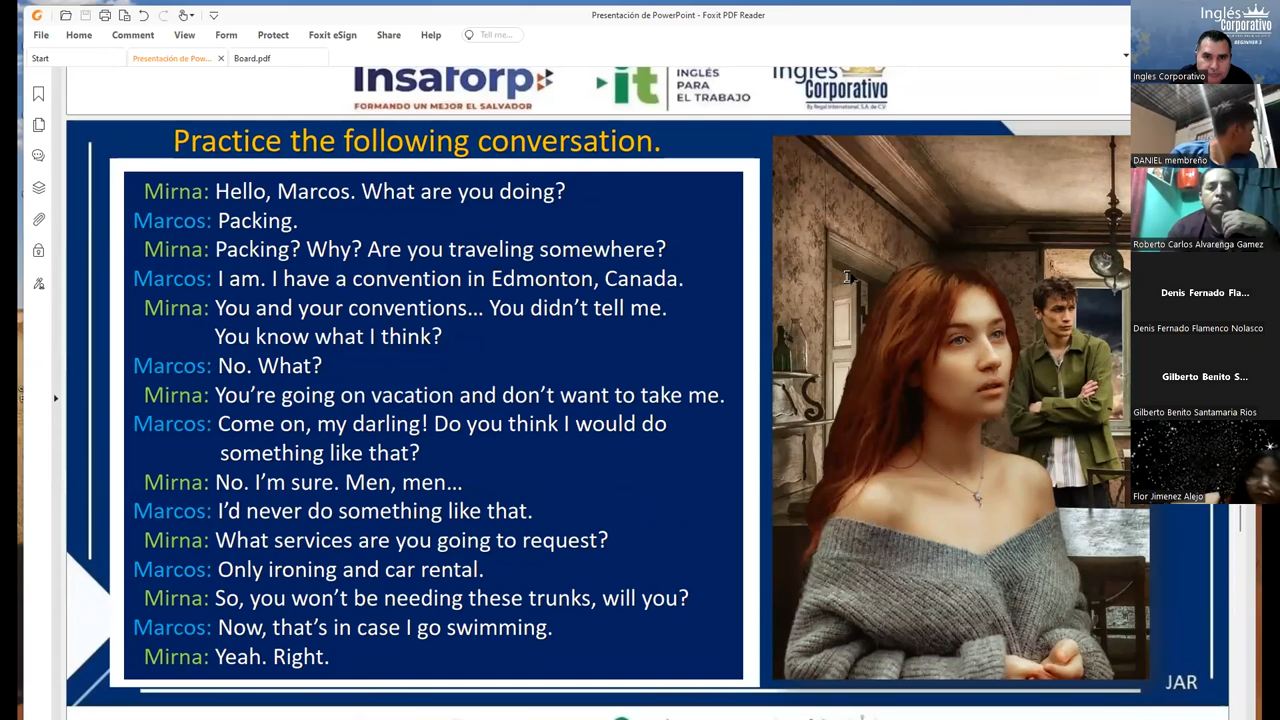 Presentación de PowerPoint - Foxit PDF Reader
File Home Comment View Form Protect Foxit eSign Share Help Tell me...
Start Presentación de Pow... Board.pdf
Insaforp
FORMANDO UN MEJOR EL SALVADOR
it
INGLÉS
PARA
EL TRABAJO
Inglés
Corporativo
By Regal International, S.A. de C.V.
Practice the following conversation.
Mirna: Hello, Marcos. What are you doing?
Marcos: Packing.
Mirna: Packing? Why? Are you traveling somewhere?
Marcos: I am. I have a convention in Edmonton, Canada.
Mirna: You and your conventions... You didn't tell me.
You know what I think?
Marcos: No. What?
Mirna: You're going on vacation and don't want to take me.
Marcos: Come on, my darling! Do you think I would do
something like that?
Mirna: No. I'm sure. Men, men...
Marcos: I'd never do something like that.
Mirna: What services are you going to request?
Marcos: Only ironing and car rental.
Mirna: So, you won't be needing these trunks, will you?
Marcos: Now, that's in case I go swimming.
Mirna: Yeah. Right.
JAR
Inglés
Corporativo
BEGINNER 2
Ingles Corporativo
DANIEL membreño
Roberto Carlos Alvarenga Gamez
Denis Fernado Fla...
Denis Fernado Flamenco Nolasco
Gilberto Benito S...
Gilberto Benito Santamaria Rios
Flor Jimenez Alejo